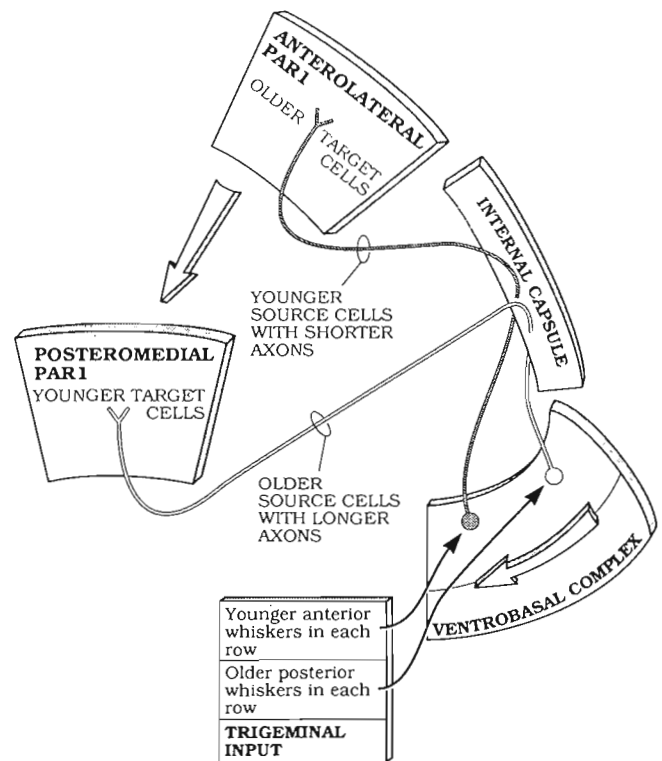 ANTEROLATERAL
PAR1
OLDER TARGET
CELLS
INTERNAL CAPSULE
YOUNGER
SOURCE CELLS
WITH SHORTER
AXONS
POSTEROMEDIAL
PAR1
YOUNGER TARGET
CELLS
OLDER
SOURCE CELLS
WITH LONGER
AXONS
VENTROBASAL COMPLEX
Younger anterior
whiskers in each
row
Older posterior
whiskers in each
row
TRIGEMINAL
INPUT